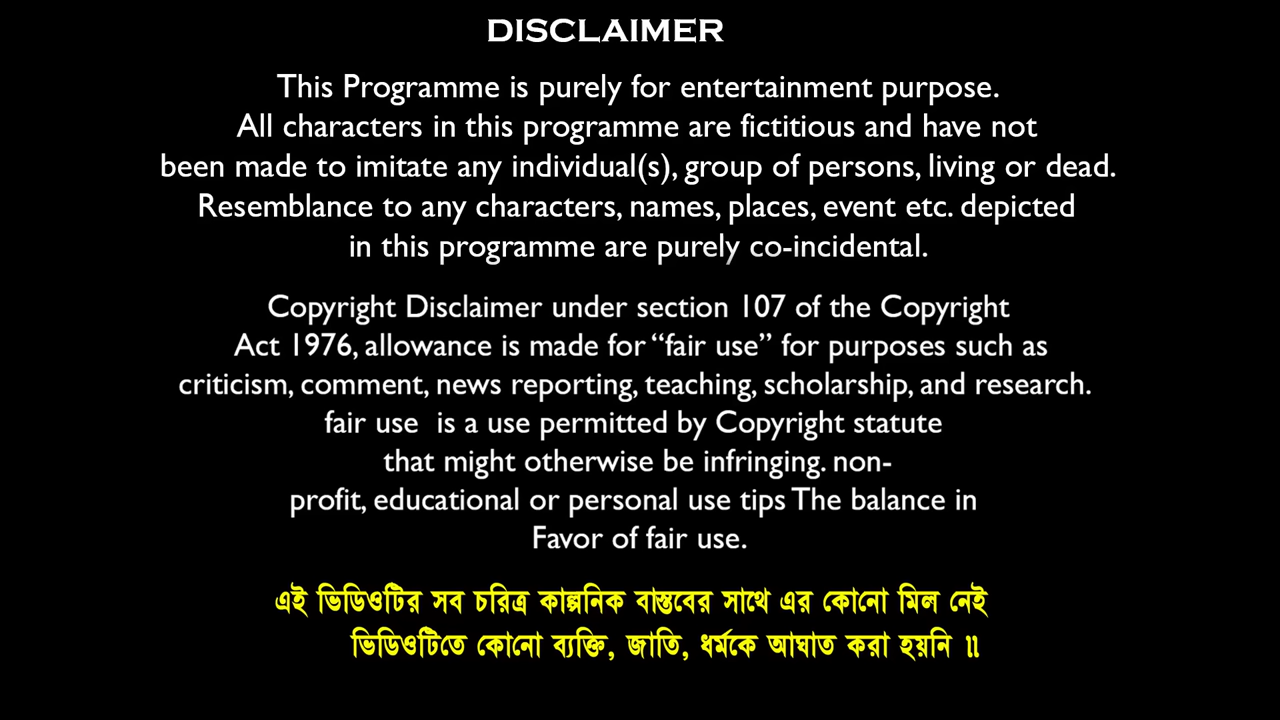 DISCLAIMER
This Programme is purely for entertainment purpose.
All characters in this programme are fictitious and have not
been made to imitate any individual(s), group of persons, living or dead.
Resemblance to any characters, names, places, event etc. depicted
in this programme are purely co-incidental.
Copyright Disclaimer under section 107 of the Copyright
Act 1976, allowance is made for “fair use” for purposes such as
criticism, comment, news reporting, teaching, scholarship, and research.
fair use  is a use permitted by Copyright statute
that might otherwise be infringing. non-
profit, educational or personal use tips The balance in
Favor of fair use.
এই ভিডিওটির সব চরিত্র কাল্পনিক বাস্তবের সাথে এর কোনো মিল নেই
ভিডিওটিতে কোনো ব্যক্তি, জাতি, ধর্মকে আঘাত করা হয়নি ॥